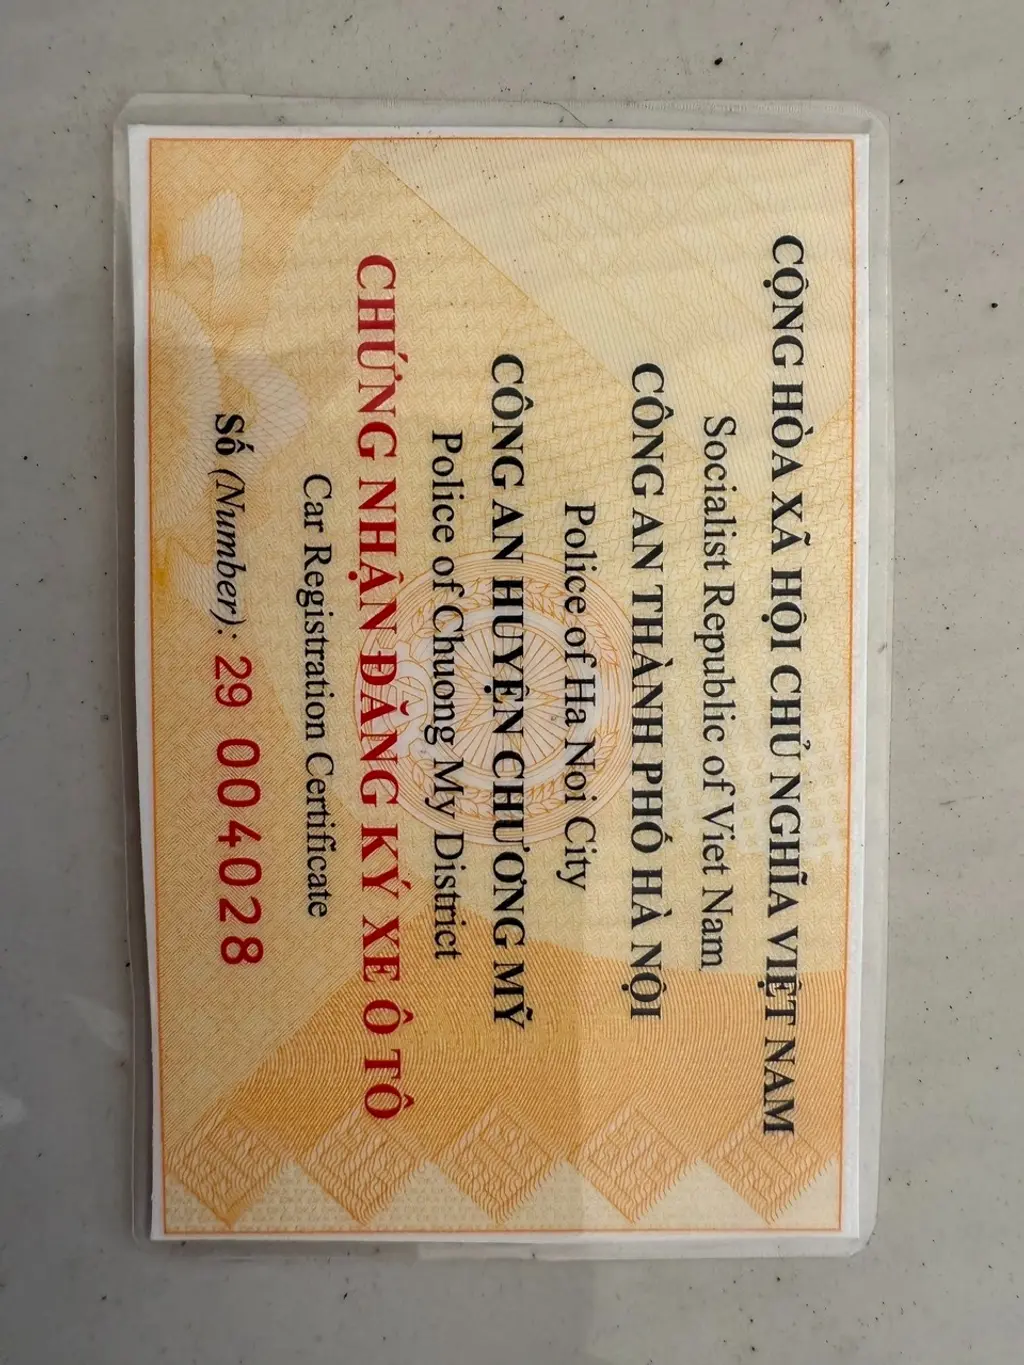 CỘNG HÒA XÃ HỘI CHỦ NGHĨA VIỆT NAM
Socialist Republic of Viet Nam
CÔNG AN THÀNH PHỐ HÀ NỘI
Police of Ha Noi City
CÔNG AN HUYỆN CHƯƠNG MỸ
Police of Chuong My District
CHỨNG NHẬN ĐĂNG KÝ XE Ô TÔ
Car Registration Certificate
Số (Number): 29 004028